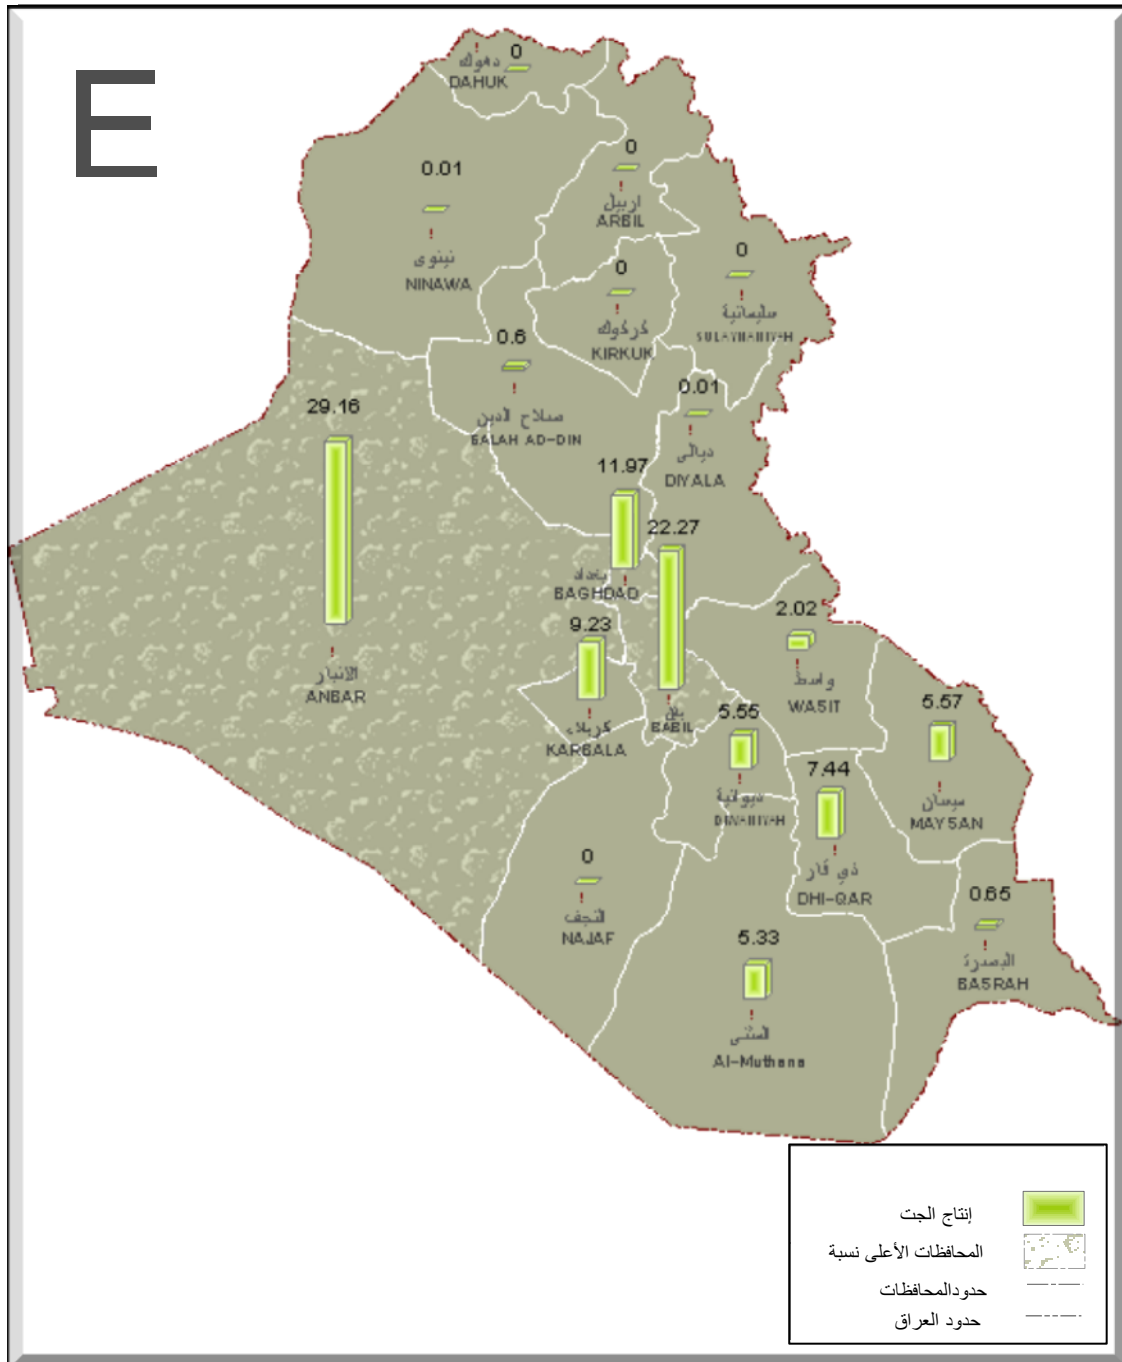 E
0
دهوك
DAHUK
0.01
نينوى
NINAWA
0
اربيل
ARBIL
0
سليمانية
SULAYMANIYAH
0
كركوك
KIRKUK
0.6
صلاح الدين
SALAH AD-DIN
0.01
ديالى
DIYALA
29.16
الانبار
ANBAR
11.97
بغداد
BAGHDAD
22.27
بابل
BABIL
9.23
كربلاء
KARBALA
2.02
واسط
WASIT
5.55
ديوانية
DIWANIYAH
5.57
ميسان
MAYSAN
7.44
ذي قار
DHI-QAR
0
النجف
NAJAF
5.33
المثنى
Al-Muthana
0.65
البصرة
BASRAH
إنتاج الجت
المحافظات الأعلى نسبة
حدودالمحافظات
حدود العراق